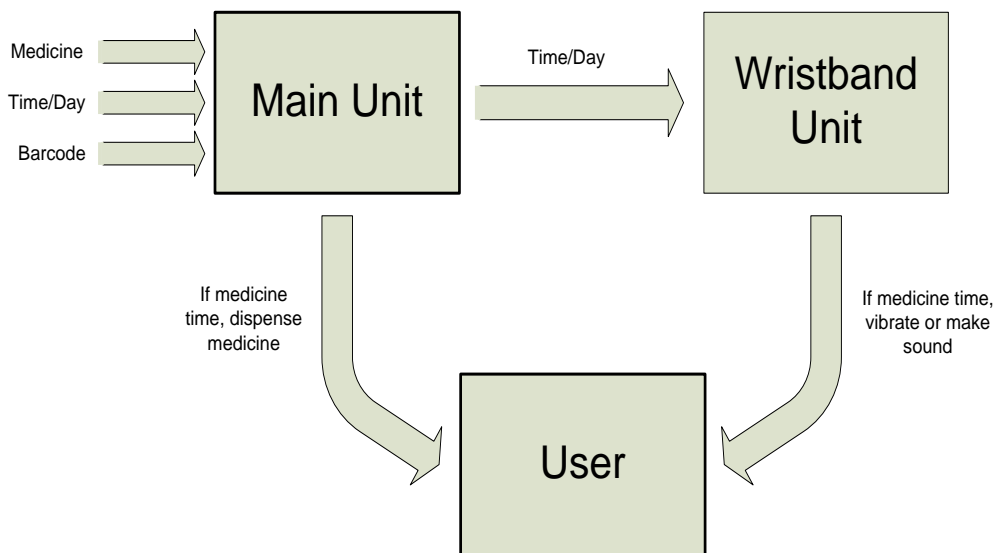 Medicine
Time/Day
Barcode
Main Unit
Time/Day
Wristband
Unit
If medicine
time, dispense
medicine
If medicine time,
vibrate or make
sound
User